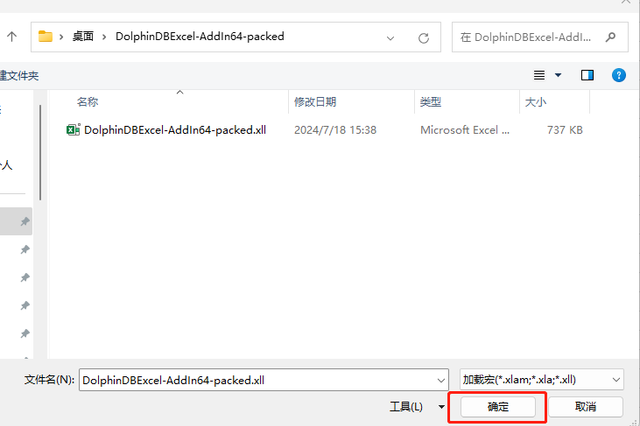 桌面 DolphinDBExcel-AddIn64-packed
在 DolphinDBExcel-AddI...
建文件夹
名称 修改日期 类型 大小
DolphinDBExcel-AddIn64-packed.xll 2024/7/18 15:38 Microsoft Excel ... 737 KB
个人
文件名(N): DolphinDBExcel-AddIn64-packed.xll 加载宏(*.xlam;*.xla;*.xll)
工具(L) 确定 取消